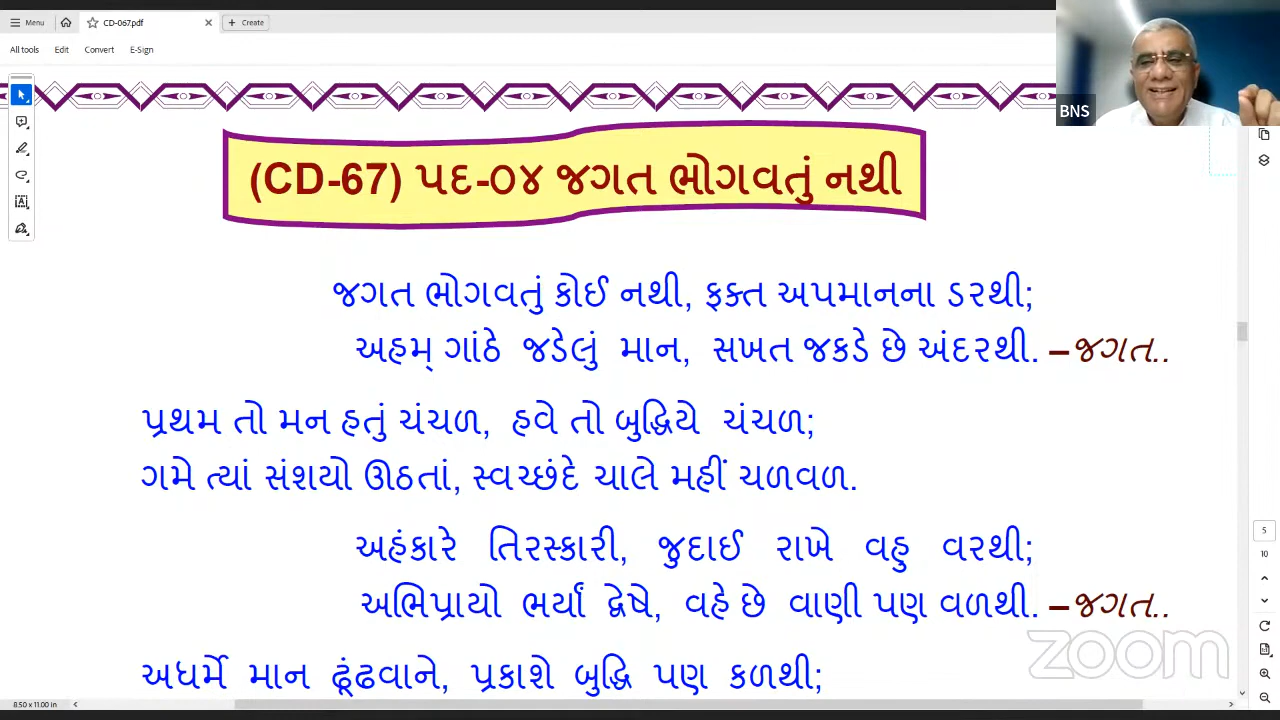 Menu
CD-067.pdf
Create
All tools Edit Convert E-Sign
BNS
(CD-67) પદ-૦૪ જગત ભોગવતું નથી
જગત ભોગવતું કોઈ નથી, ફક્ત અપમાનના ડરથી;
અહમ્ ગાંઠે જડેલું માન, સખત જકડે છે અંદરથી. –જગત..
પ્રથમ તો મન હતું ચંચળ, હવે તો બુદ્ધિયે ચંચળ;
ગમે ત્યાં સંશયો ઊઠતાં, સ્વચ્છંદે ચાલે મહીં ચળવળ.
અહંકારે તિરસ્કારી, જુદાઈ રાખે વહુ વરથી;
અભિપ્રાયો ભર્યાં દ્વેષે, વહે છે વાણી પણ વળથી. –જગત..
અધર્મે માન ઢૂંઢવાને, પ્રકાશે બુદ્ધિ પણ કળથી;
5
10
zoom
8.50 x 11.00 in